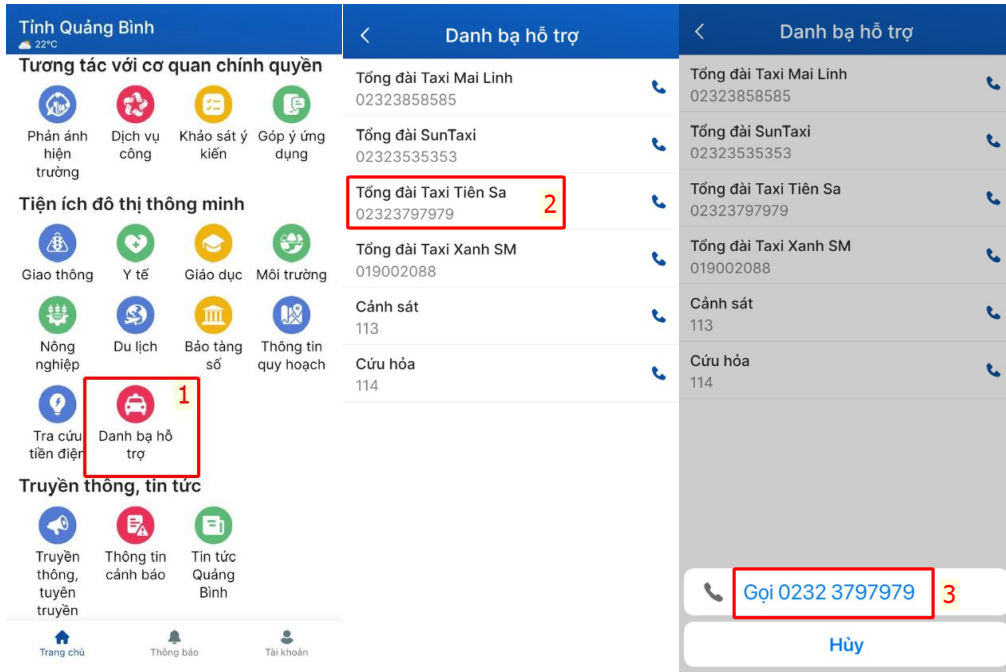 Tỉnh Quảng Bình
22°C
Tương tác với cơ quan chính quyền
Phản ánh
hiện
trường
Dịch vụ
công
Khảo sát ý
kiến
Góp ý ứng
dụng
Tiện ích đô thị thông minh
Giao thông
Y tế
Giáo dục
Môi trường
Nông
nghiệp
Du lịch
Bảo tàng
số
Thông tin
quy hoạch
Tra cứu
tiền điện
Danh bạ hỗ
trợ
1
Truyền thông, tin tức
Truyền
thông,
tuyên
truyền
Thông tin
cảnh báo
Tin tức
Quảng
Bình
Trang chủ
Thông báo
Tài khoản
Danh bạ hỗ trợ
Tổng đài Taxi Mai Linh
02323858585
Tổng đài SunTaxi
02323535353
Tổng đài Taxi Tiên Sa
02323797979
2
Tổng đài Taxi Xanh SM
019002088
Cảnh sát
113
Cứu hỏa
114
Danh bạ hỗ trợ
Tổng đài Taxi Mai Linh
02323858585
Tổng đài SunTaxi
02323535353
Tổng đài Taxi Tiên Sa
02323797979
Tổng đài Taxi Xanh SM
019002088
Cảnh sát
113
Cứu hỏa
114
Gọi 0232 3797979
3
Hủy